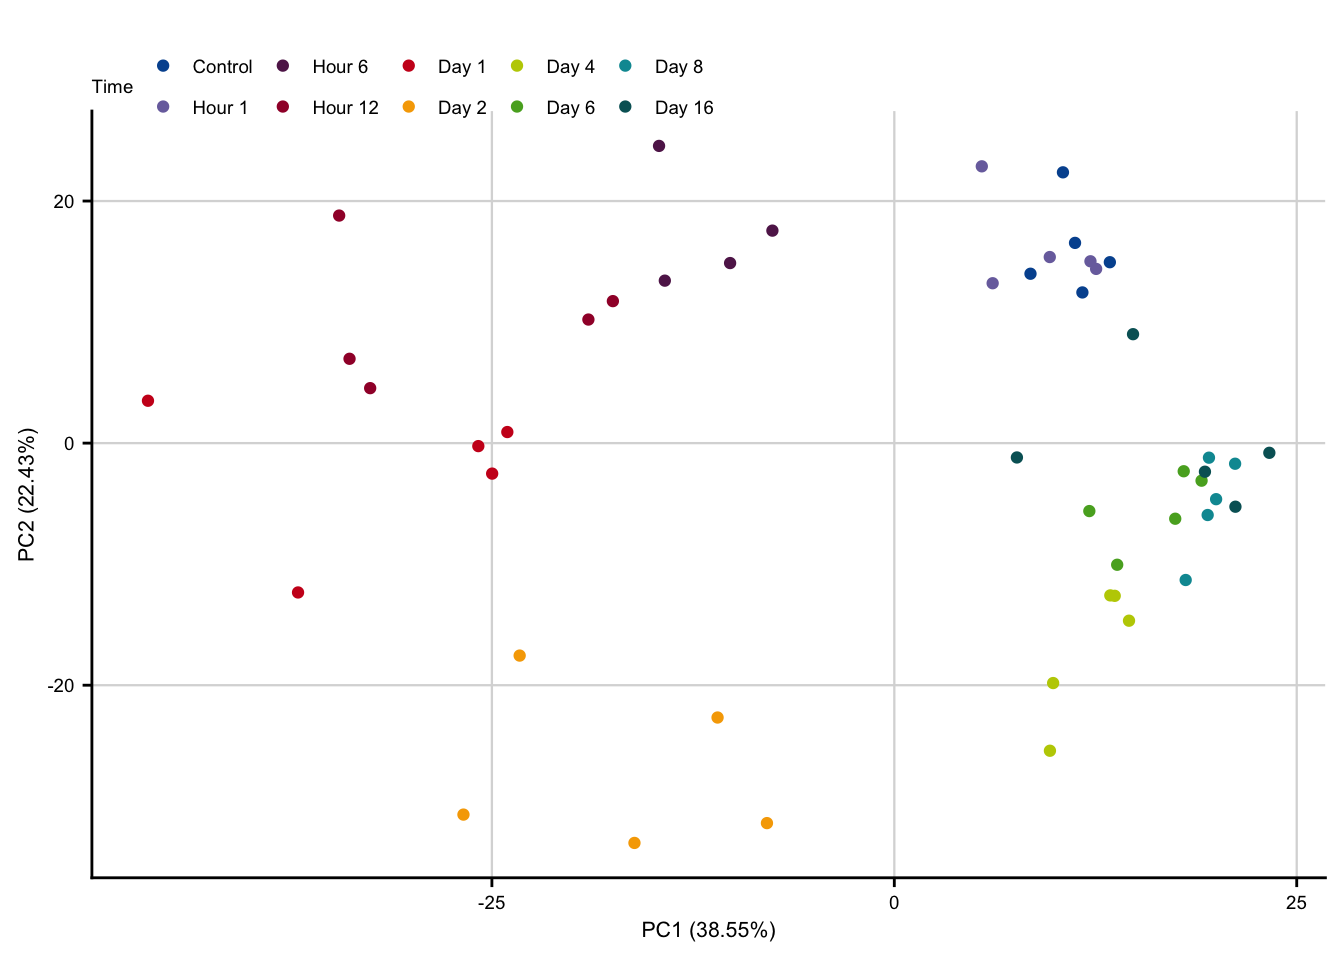 Time
Control Hour 6 Day 1 Day 4 Day 8
Hour 1 Hour 12 Day 2 Day 6 Day 16
20
0
-20
PC2 (22.43%)
-25 0 25
PC1 (38.55%)